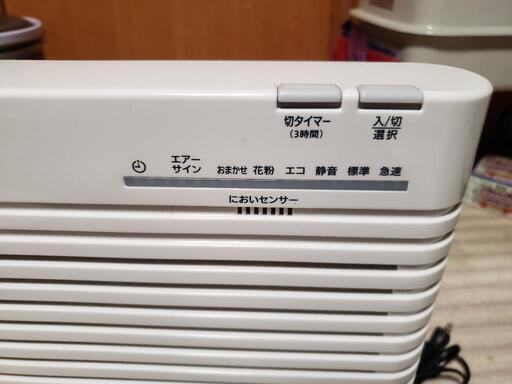 切タイマー
(3時間)
入/切
選択
エアー
サイン
おまかせ 花粉 エコ 静音 標準 急速
においセンサー